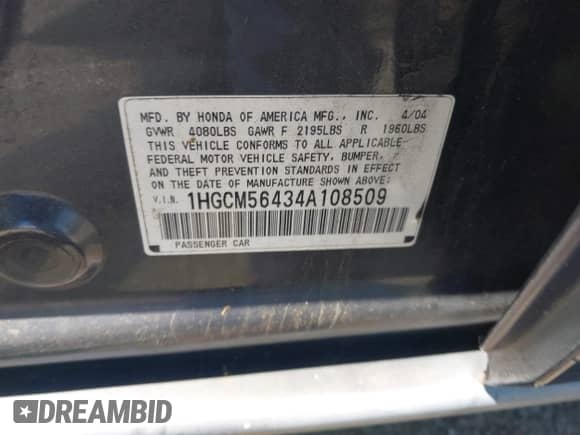 MFD. BY HONDA OF AMERICA MFG., INC. 4/04
GVWR 4080LBS GAWR F 2195LBS R 1960LBS
THIS VEHICLE CONFORMS TO ALL APPLICABLE
FEDERAL MOTOR VEHICLE SAFETY, BUMPER,
AND THEFT PREVENTION STANDARDS IN EFFECT
ON THE DATE OF MANUFACTURE SHOWN ABOVE:
V.I.N. 1HGCM56434A108509
PASSENGER CAR
DREAMBID